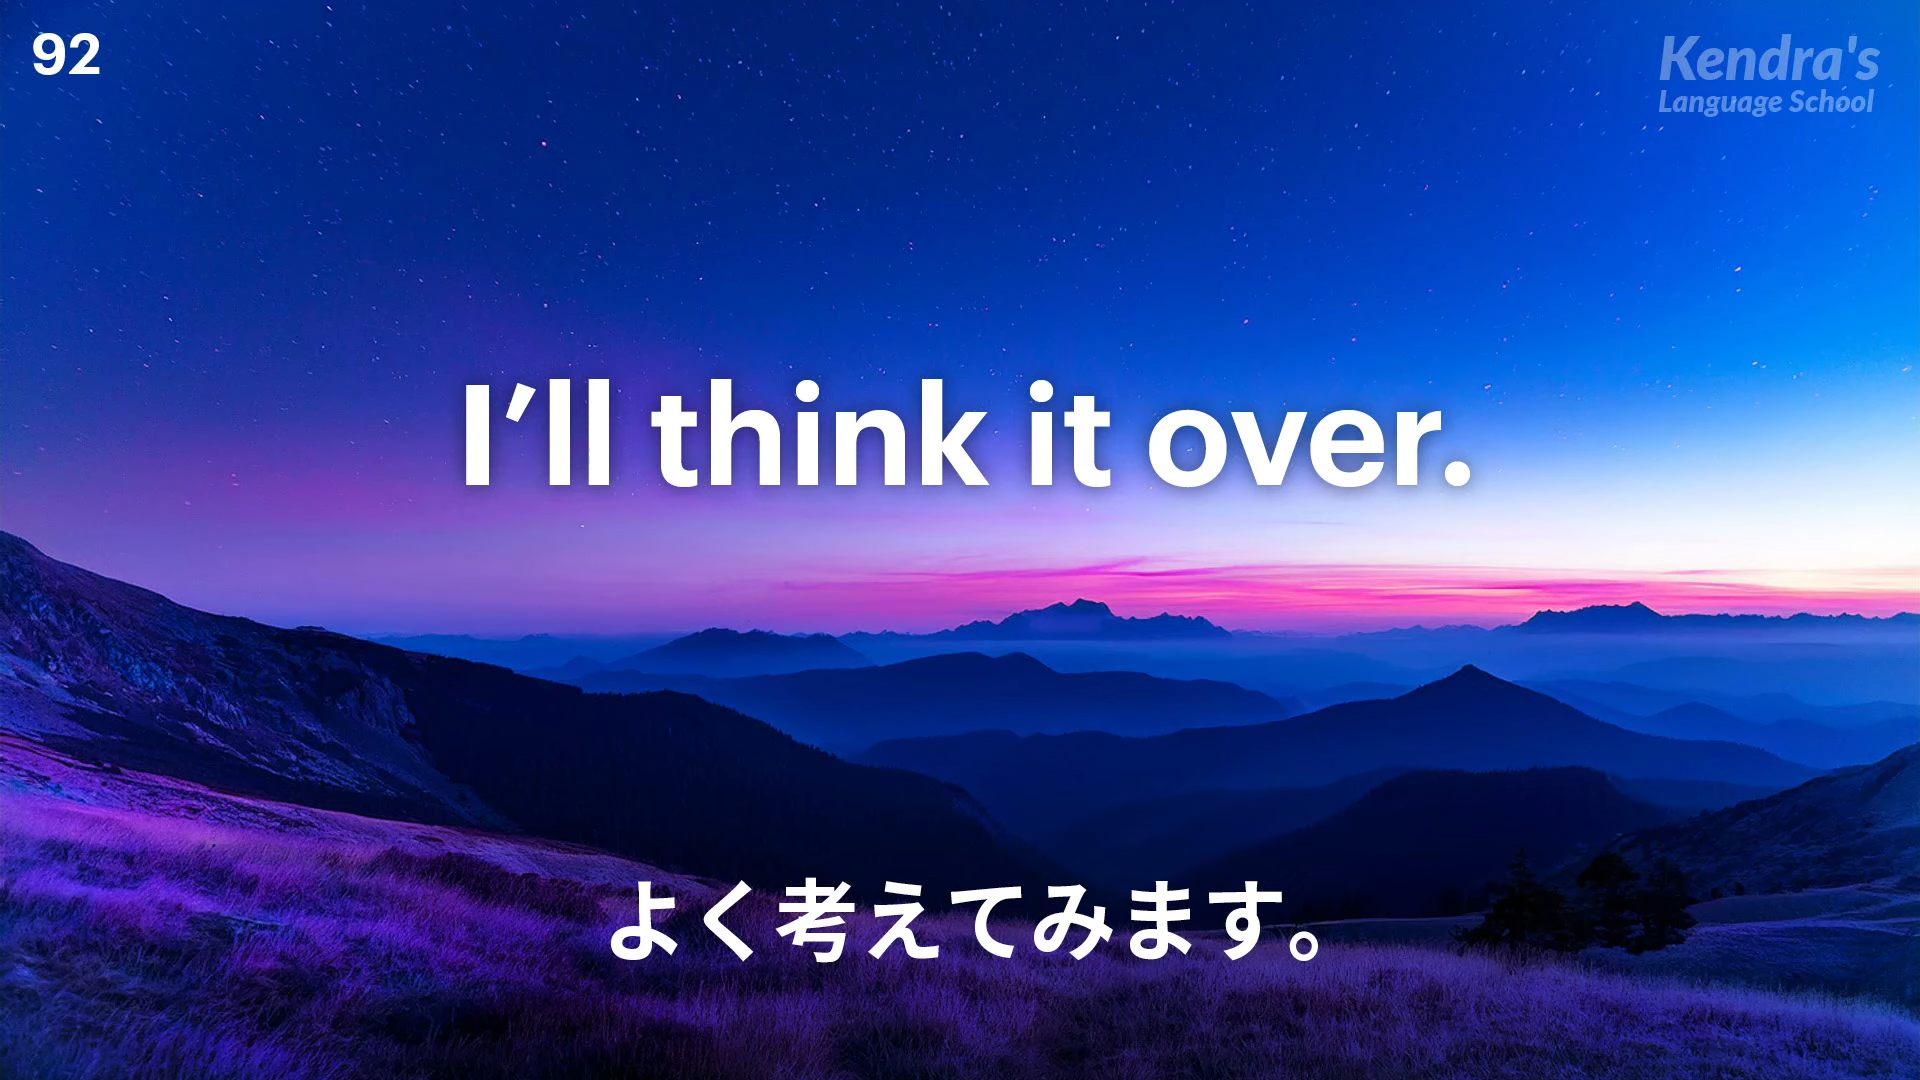 92
Kendra's
Language School
I’ll think it over.
よく考えてみます。